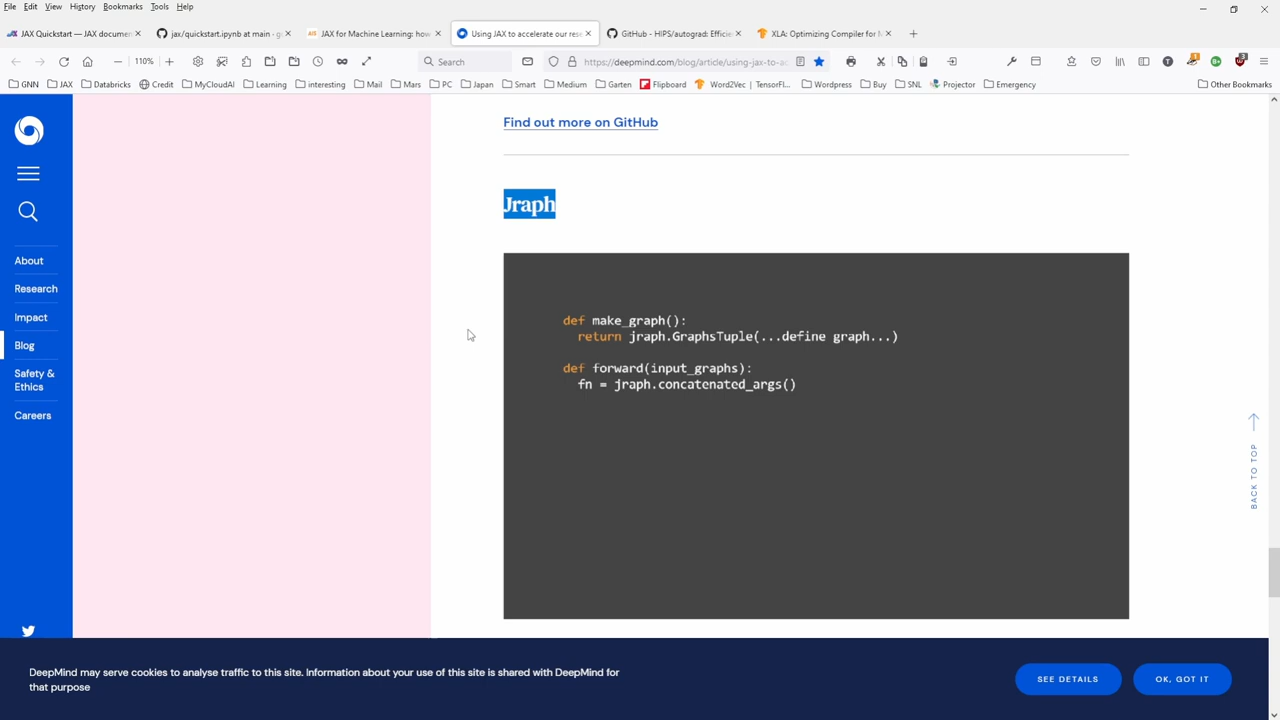 File Edit View History Bookmarks Tools Help
JAX Quickstart — JAX documen
jax/quickstart.ipynb at main · g
AIS JAX for Machine Learning: how
Using JAX to accelerate our rese
GitHub - HIPS/autograd: Efficie
XLA: Optimizing Compiler for M
110%
Search
https://deepmind.com/blog/article/using-jax-to-ac
GNN JAX Databricks Credit MyCloudAI Learning interesting Mail Mars PC Japan Smart Medium Garten Flipboard Word2Vec | TensorFl... Wordpress Buy SNL Projector Emergency Other Bookmarks
About
Research
Impact
Blog
Safety &
Ethics
Careers
Find out more on GitHub
Jraph
def make_graph():
return jraph.GraphsTuple(...define graph...)
def forward(input_graphs):
fn = jraph.concatenated_args()
BACK TO TOP
DeepMind may serve cookies to analyse traffic to this site. Information about your use of this site is shared with DeepMind for
that purpose
SEE DETAILS
OK, GOT IT